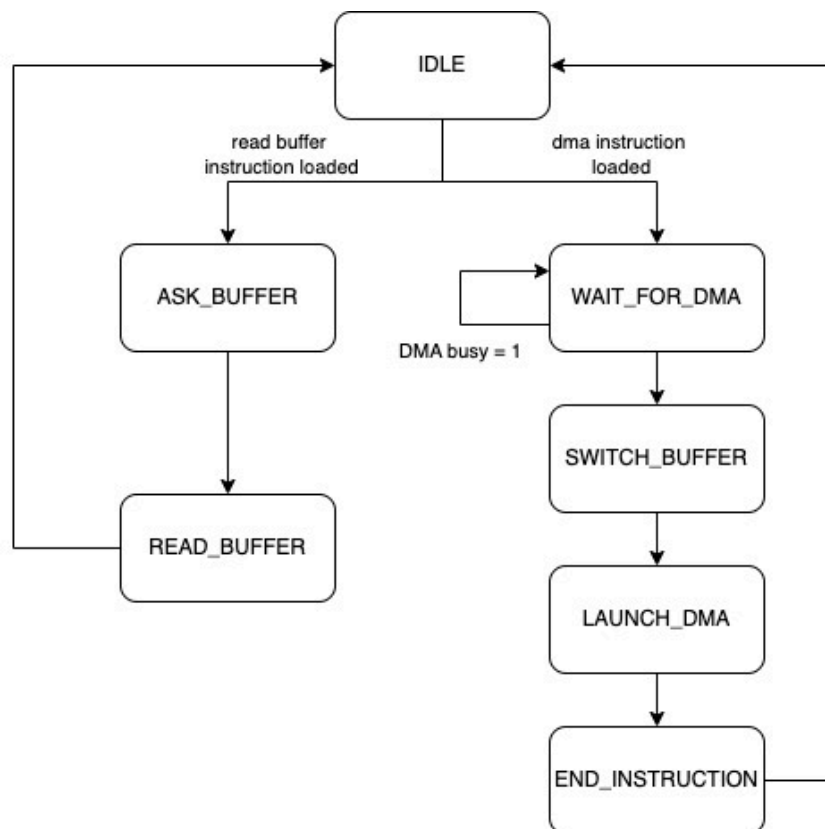 IDLE
read buffer
instruction loaded
dma instruction
loaded
ASK_BUFFER
WAIT_FOR_DMA
DMA busy = 1
SWITCH_BUFFER
READ_BUFFER
LAUNCH_DMA
END_INSTRUCTION